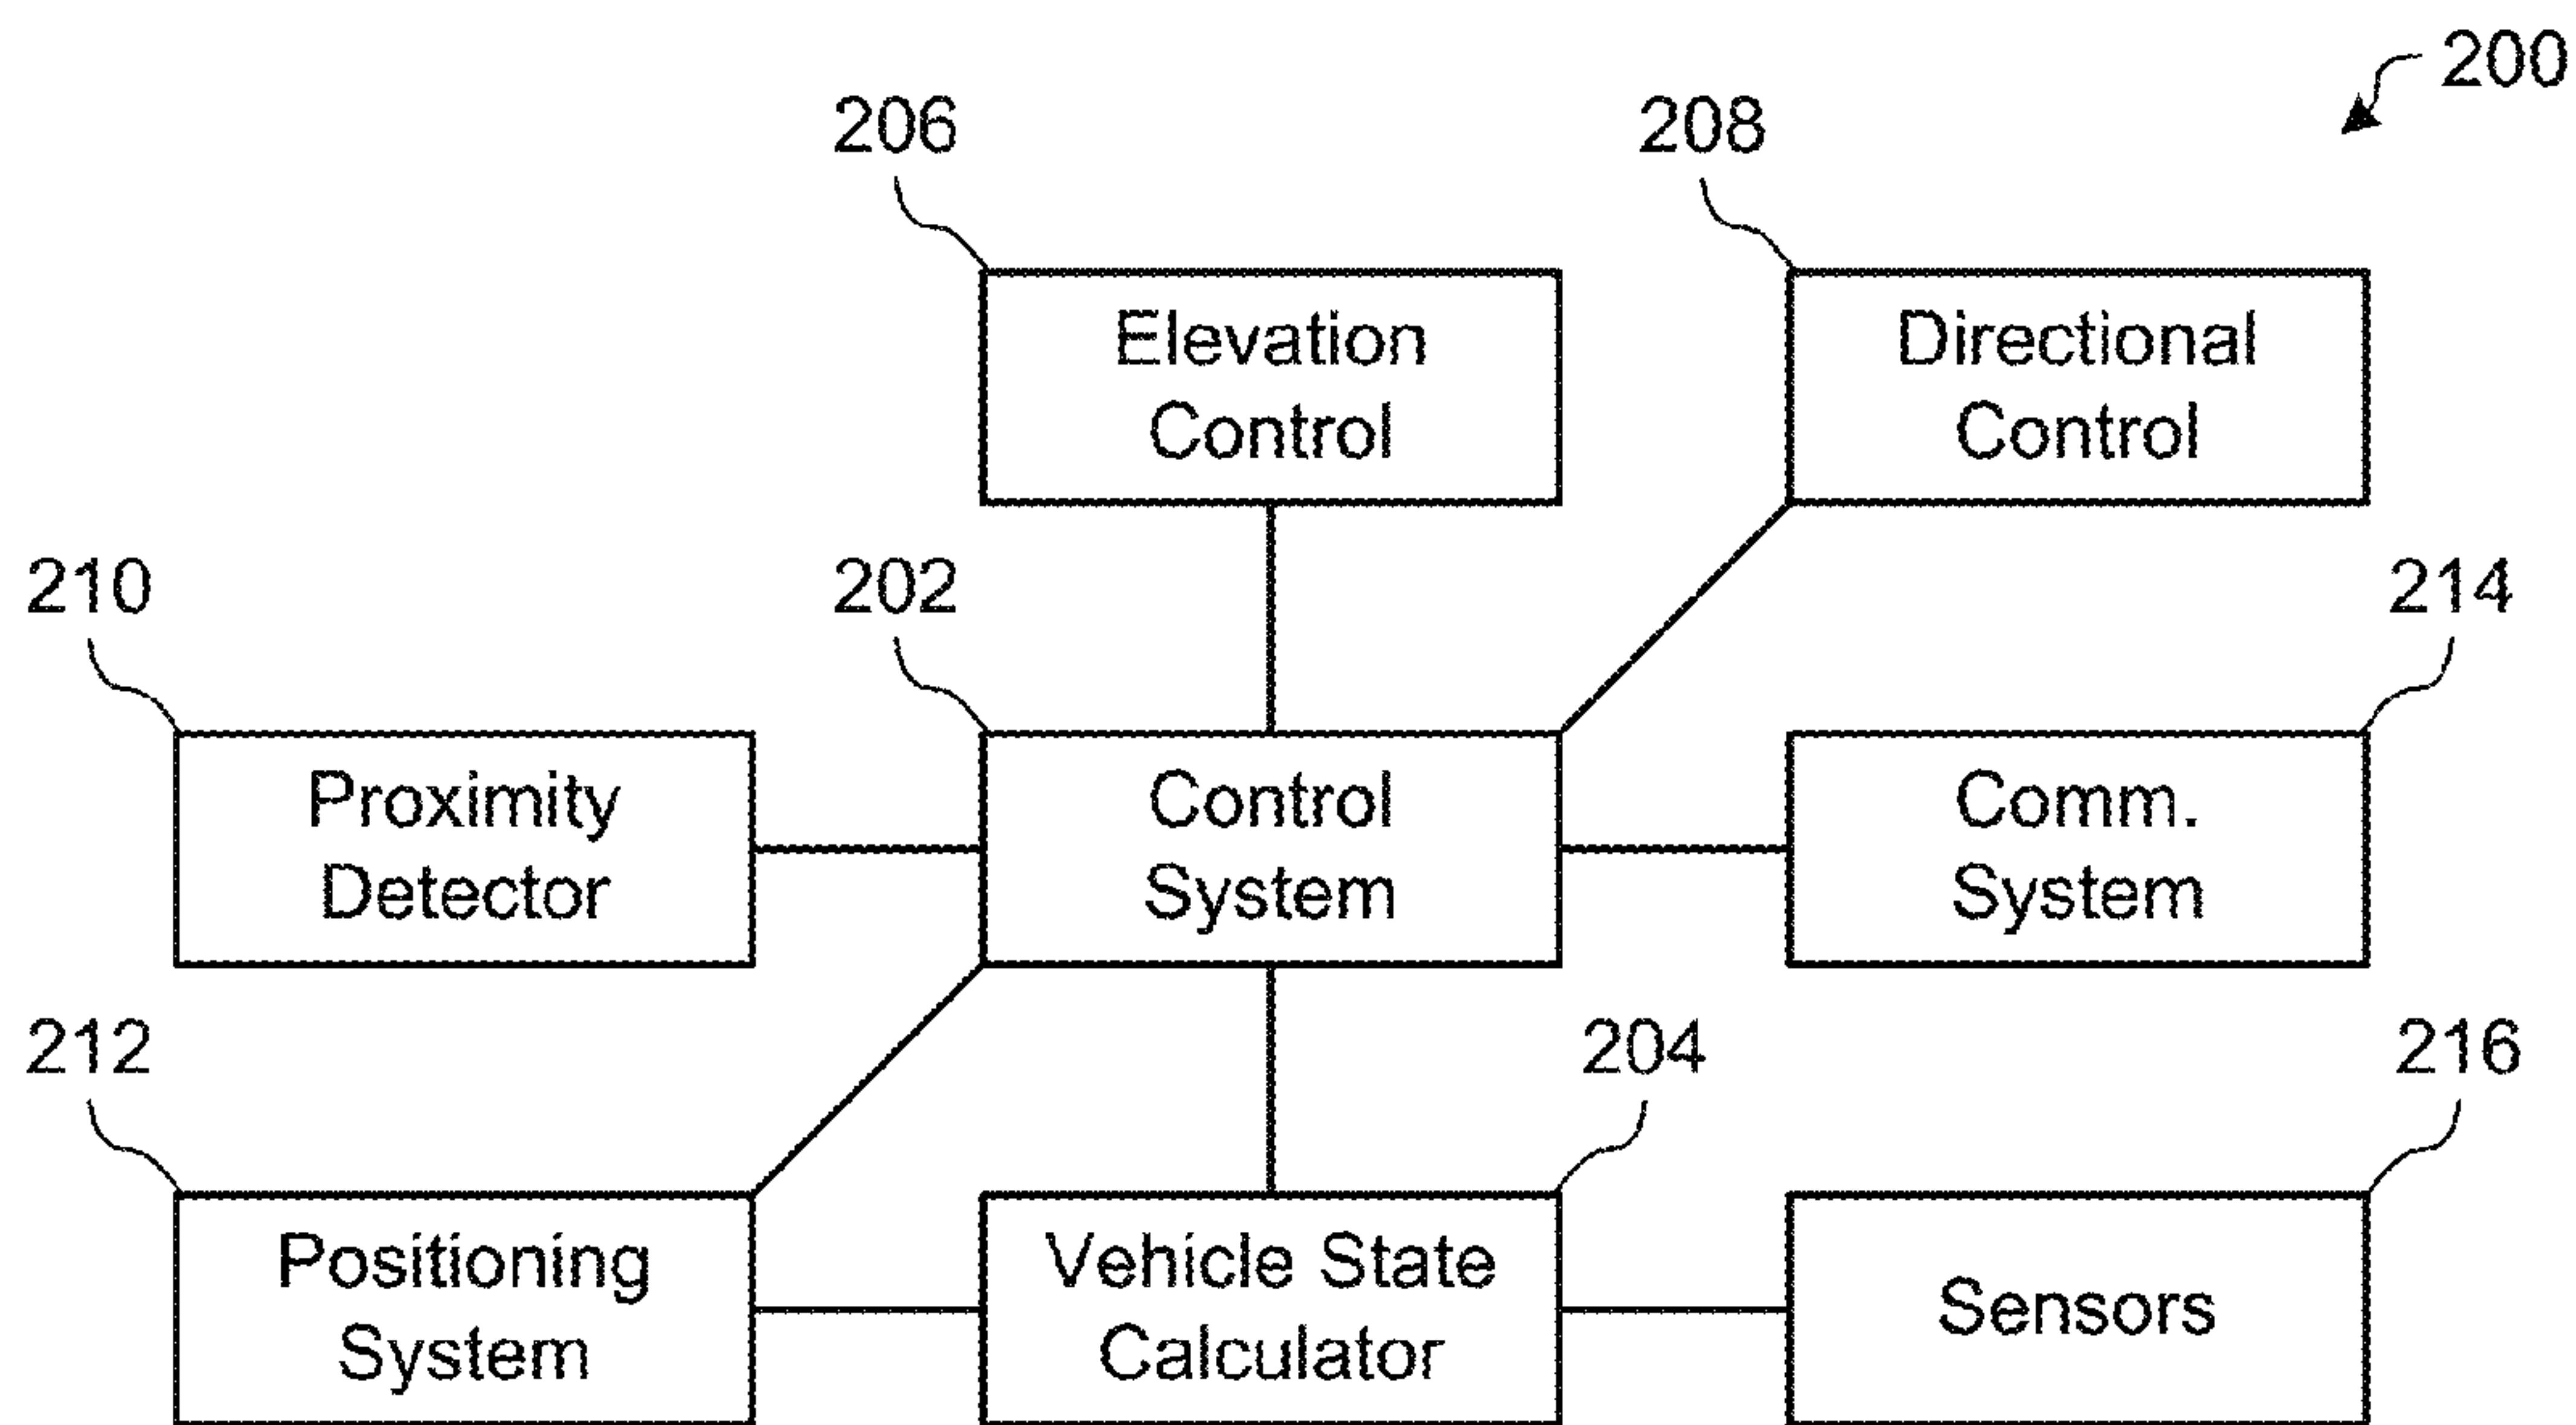 200
206
208
Elevation
Control
Directional
Control
210
202
214
Proximity
Detector
Control
System
Comm.
System
212
204
216
Positioning
System
Vehicle State
Calculator
Sensors